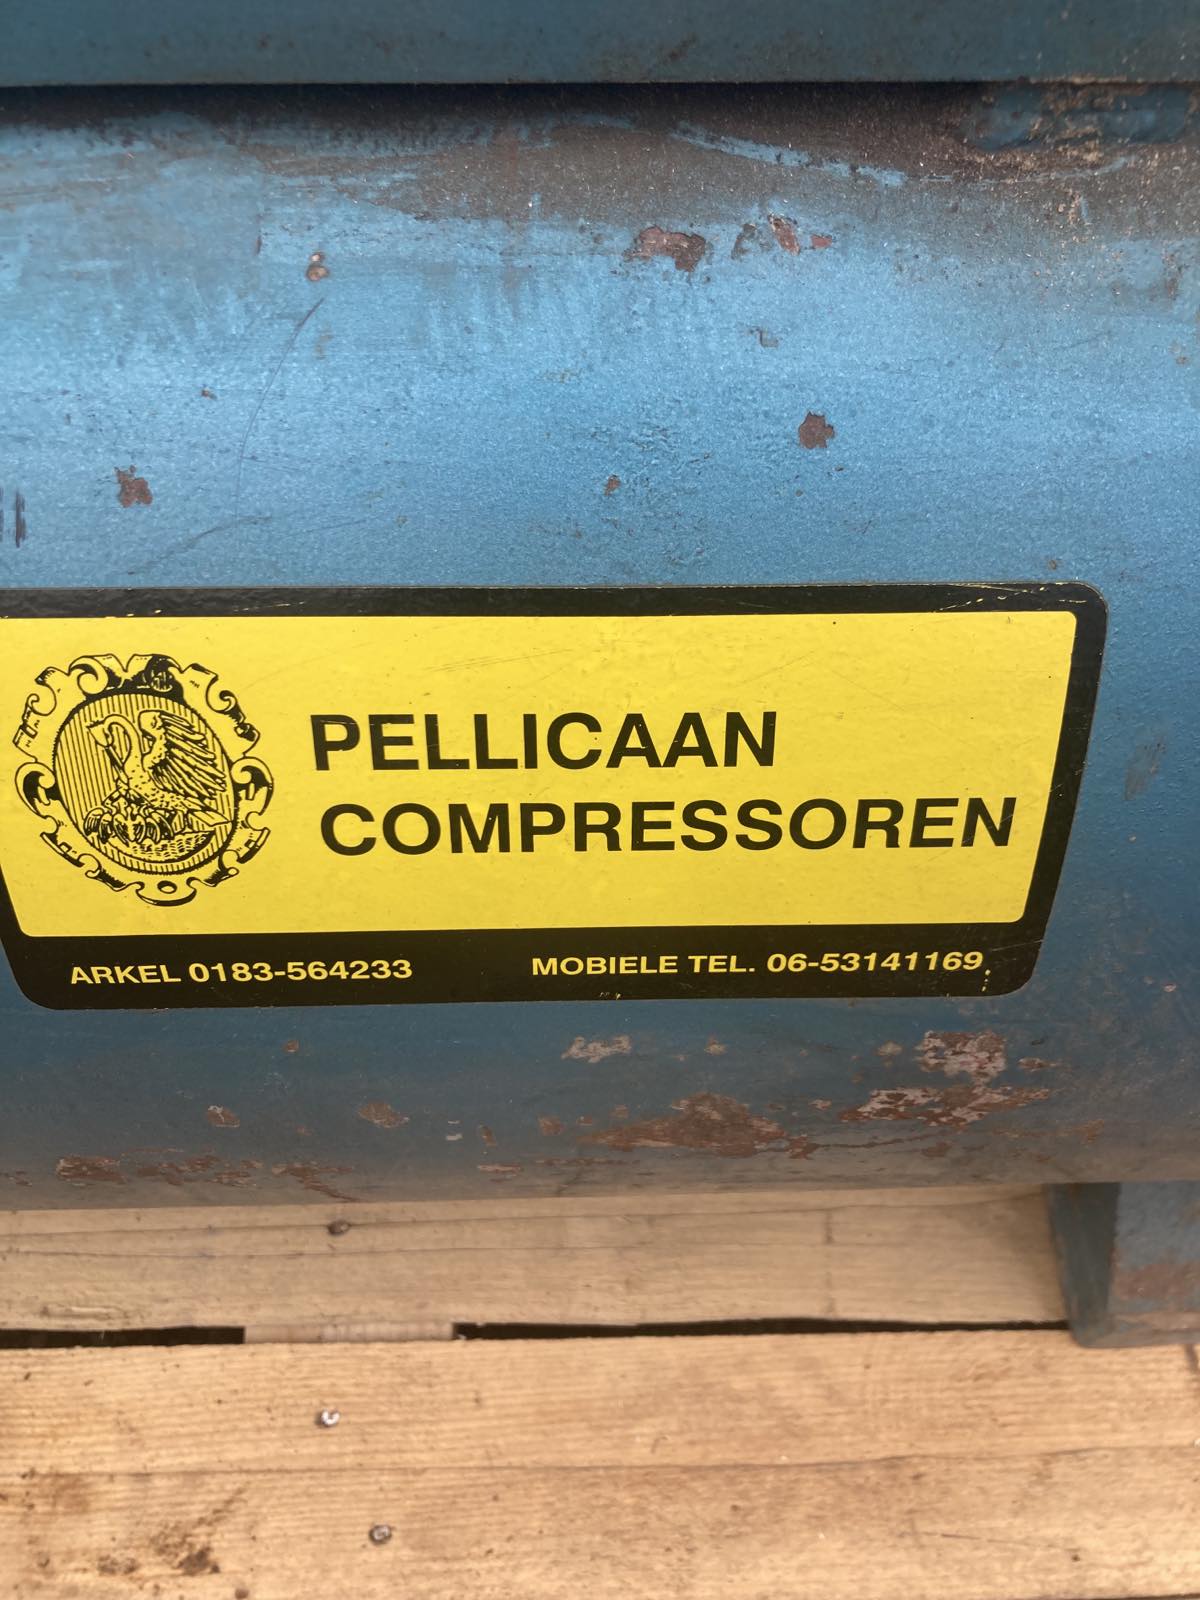 PELLICAAN
COMPRESSOREN
ARKEL 0183-564233
MOBIELE TEL. 06-53141169